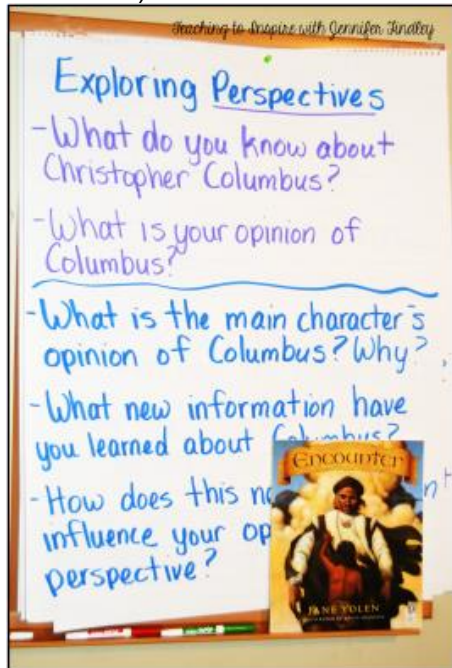 Teaching to Inspire with Jennifer Findley
Exploring Perspectives
-What do you know about
Christopher Columbus?
-What is your opinion of
Columbus?
-What is the main character's
opinion of Columbus? Why?
-What new information have
you learned about Columbus?
-How does this
influence your
perspective?
ENCOUNTER
JANE YOLEN